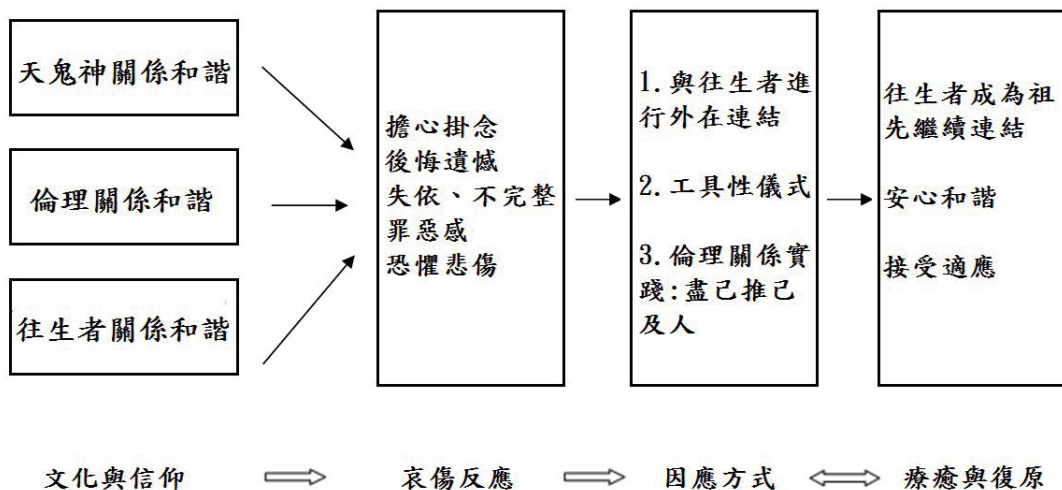 天鬼神關係和諧
倫理關係和諧
往生者關係和諧
擔心掛念
後悔遺憾
失依、不完整
罪惡感
恐懼悲傷
1.與往生者進
行外在連結
2.工具性儀式
3.倫理關係實
踐:盡己推己
及人
往生者成為祖
先繼續連結
安心和諧
接受適應
文化與信仰
哀傷反應
因應方式
療癒與復原